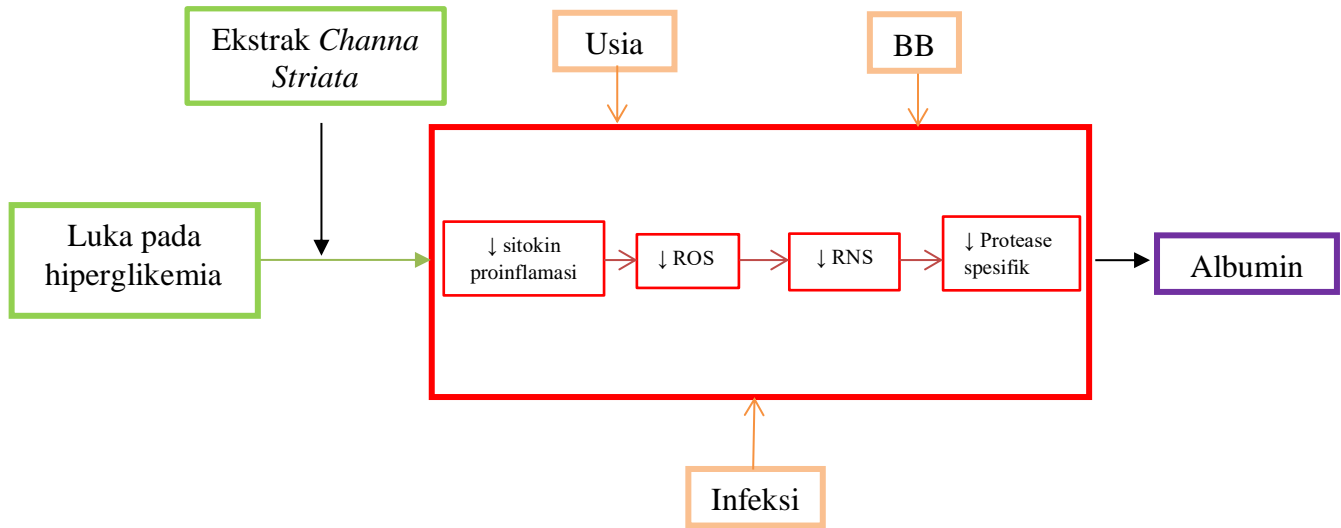 Ekstrak Channa
Striata
Usia
BB
Luka pada
hiperglikemia
↓ sitokin
proinflamasi
↓ ROS
↓ RNS
↓ Protease
spesifik
Albumin
Infeksi